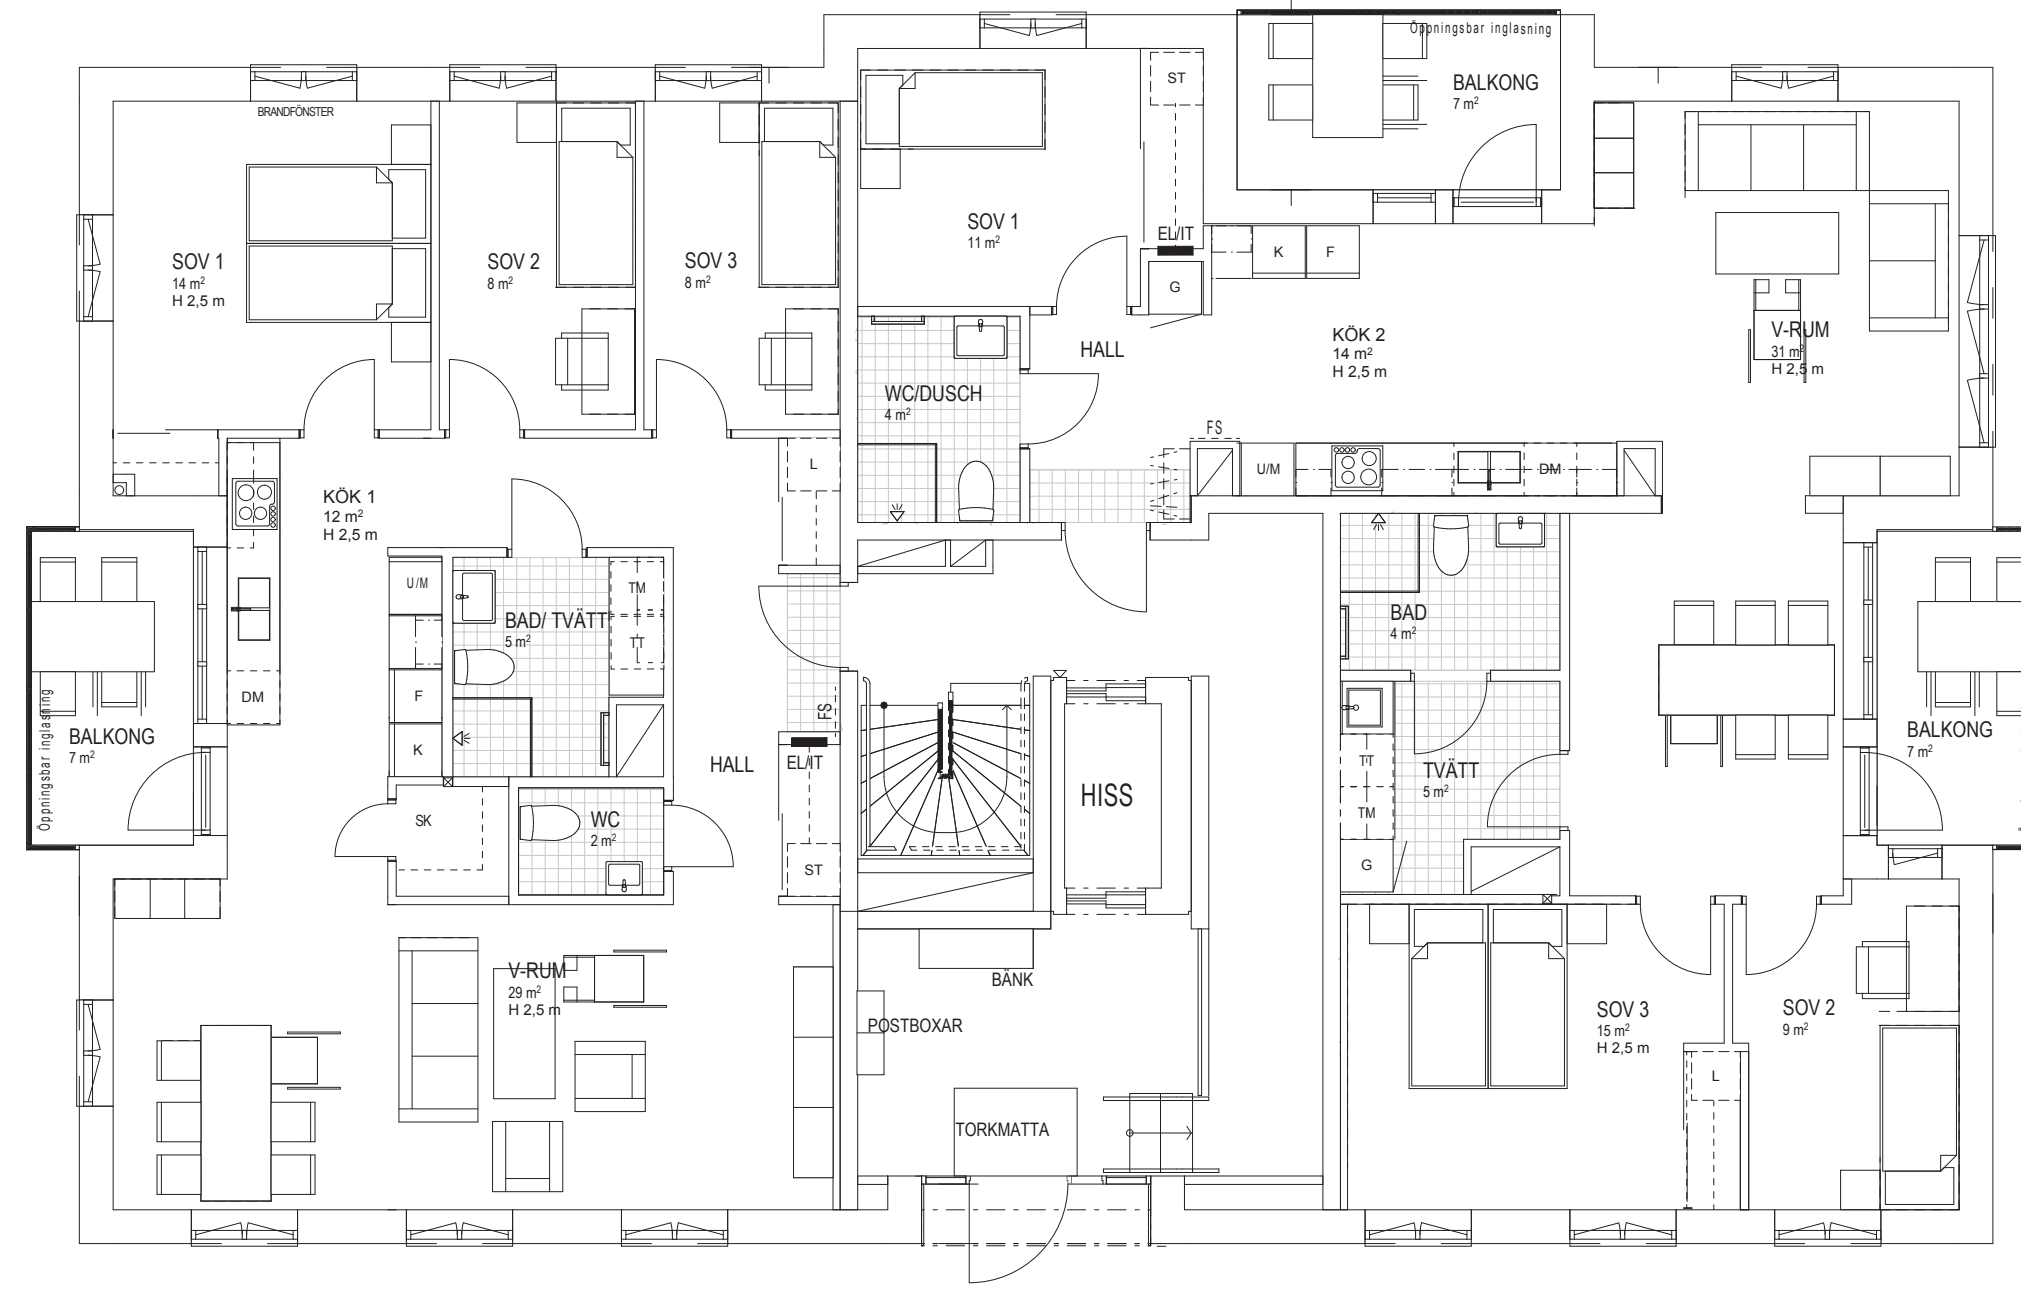 Öppningsbar inglasning
BALKONG
7 m²
ST
BRANDFÖNSTER
SOV 1
14 m²
H 2,5 m
SOV 2
8 m²
SOV 3
8 m²
SOV 1
11 m²
EL/IT
K
F
G
HALL
KÖK 2
14 m²
H 2,5 m
V-RUM
31 m²
H 2,5 m
WC/DUSCH
4 m²
FS
U/M
DM
L
KÖK 1
12 m²
H 2,5 m
U/M
F
K
DM
BAD/ TVÄTT
5 m²
TM
TT
BAD
4 m²
Öppningsbar inglasning
BALKONG
7 m²
FS
HALL
EL/IT
HISS
TT
TM
G
TVÄTT
5 m²
BALKONG
7 m²
SK
WC
2 m²
ST
V-RUM
29 m²
H 2,5 m
BÄNK
POSTBOXAR
TORKMATTA
SOV 3
15 m²
H 2,5 m
SOV 2
9 m²
L